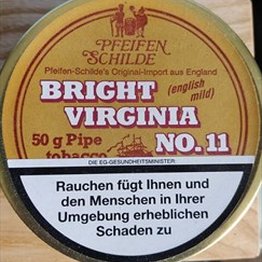 PFEIFEN
SCHILDE
Pfeifen-Schilde's Original-Import aus England
BRIGHT (english
mild)
VIRGINIA
50 g Pipe NO. 11
tobacco
DIE EG-GESUNDHEITSMINISTER:
Rauchen fügt Ihnen und
den Menschen in Ihrer
Umgebung erheblichen
Schaden zu